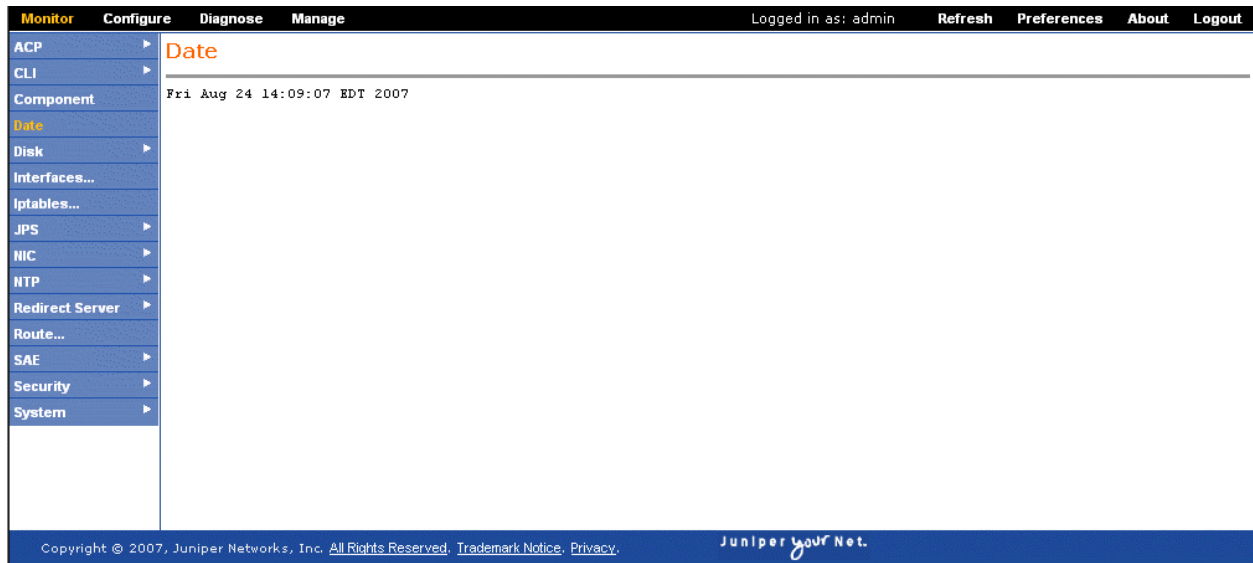 Monitor Configure Diagnose Manage Logged in as: admin Refresh Preferences About Logout
ACP
CLI
Component
Date
Disk
Interfaces...
Iptables...
JPS
NIC
NTP
Redirect Server
Route...
SAE
Security
System
Date
Fri Aug 24 14:09:07 EDT 2007
Copyright © 2007, Juniper Networks, Inc. All Rights Reserved. Trademark Notice. Privacy.
Juniper your Net.